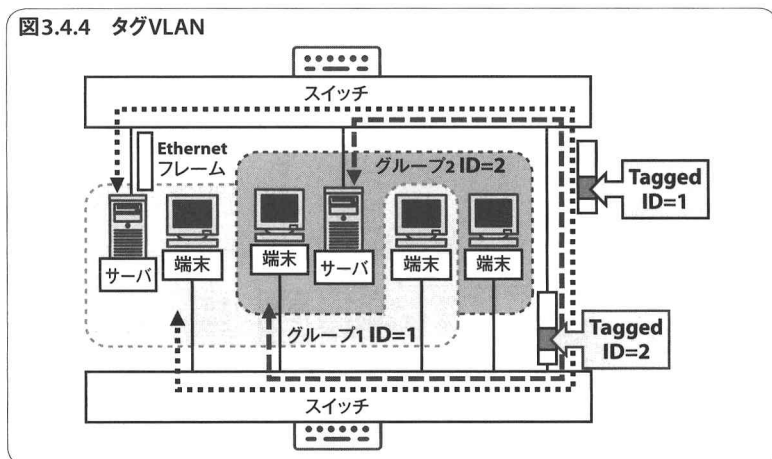 図3.4.4 タグVLAN
スイッチ
Ethernet
フレーム
グループ2 ID=2
Tagged
ID=1
サーバ
端末
端末
サーバ
端末
端末
グループ1 ID=1
Tagged
ID=2
スイッチ